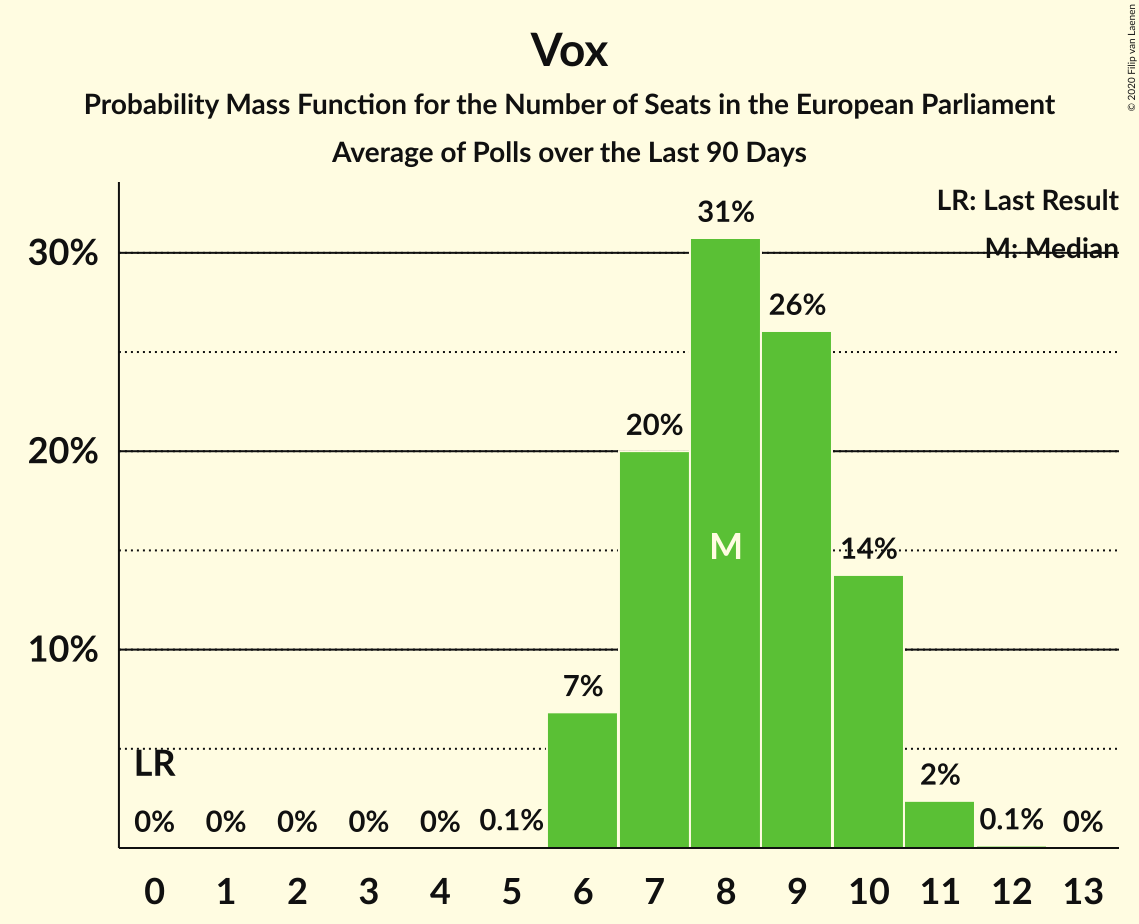 Vox
Probability Mass Function for the Number of Seats in the European Parliament
Average of Polls over the Last 90 Days
© 2020 Filip van Laenen
LR: Last Result
M: Median
30%
20%
10%
31%
26%
20%
M
14%
7%
LR
2%
0% 0% 0% 0% 0% 0.1% 0.1% 0%
0 1 2 3 4 5 6 7 8 9 10 11 12 13